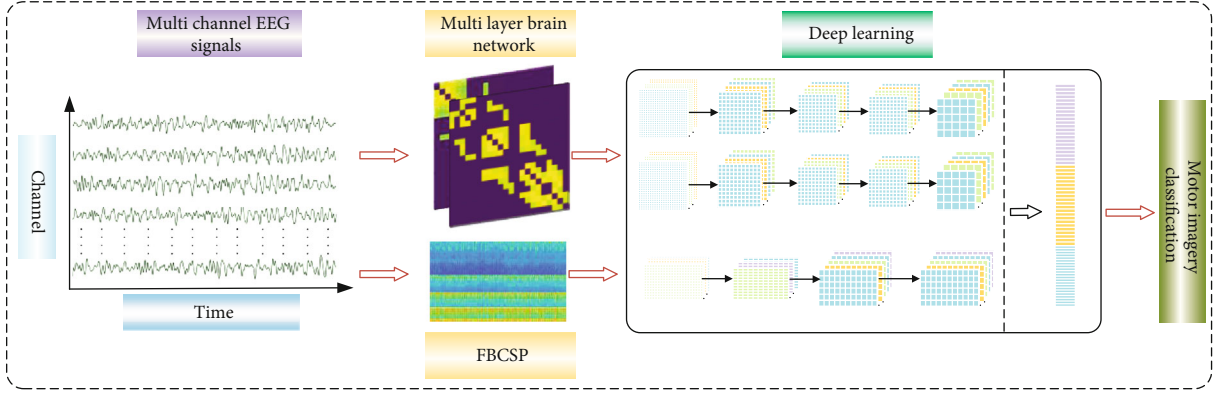 Multi channel EEG
signals
Multi layer brain
network
Deep learning
Channel
Time
FBCSP
Motor imagery
classification